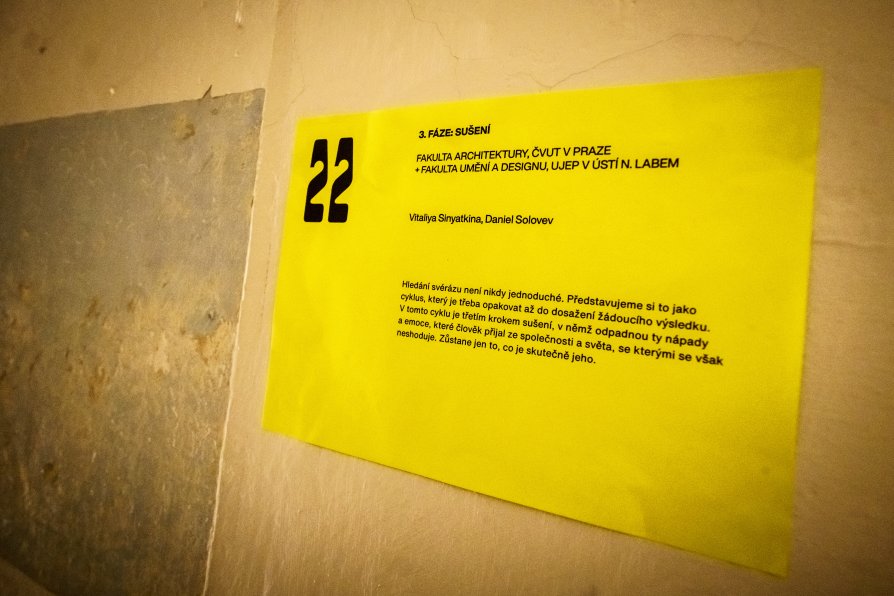 22
3. FÁZE: SUŠENÍ
FAKULTA ARCHITEKTURY, ČVUT V PRAZE
+ FAKULTA UMĚNÍ A DESIGNU, UJEP V ÚSTÍ N. LABEM
Vitaliya Sinyatkina, Daniel Solovev
Hledání svérázu není nikdy jednoduché. Představujeme si to jako
cyklus, který je třeba opakovat až do dosažení žádoucího výsledku.
V tomto cyklu je třetím krokem sušení, v němž odpadnou ty nápady
a emoce, které člověk přijal ze společnosti a světa, se kterými se však
neshoduje. Zůstane jen to, co je skutečně jeho.